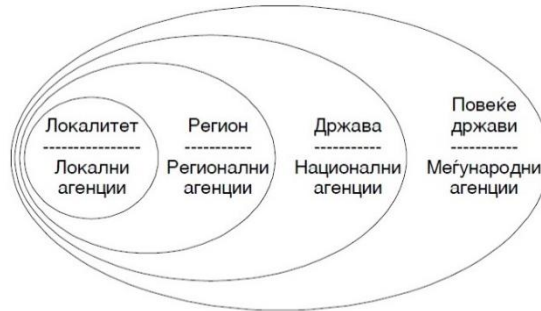 Локалитет
-----------------
Локални
агенции
Регион
-----------
Регионални
агенции
Држава
-----------
Национални
агенции
Повеќе
држави
-----------
Меѓународни
агенции